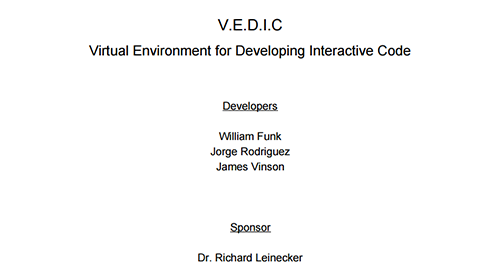 V.E.D.I.C
Virtual Environment for Developing Interactive Code
Developers
William Funk
Jorge Rodriguez
James Vinson
Sponsor
Dr. Richard Leinecker